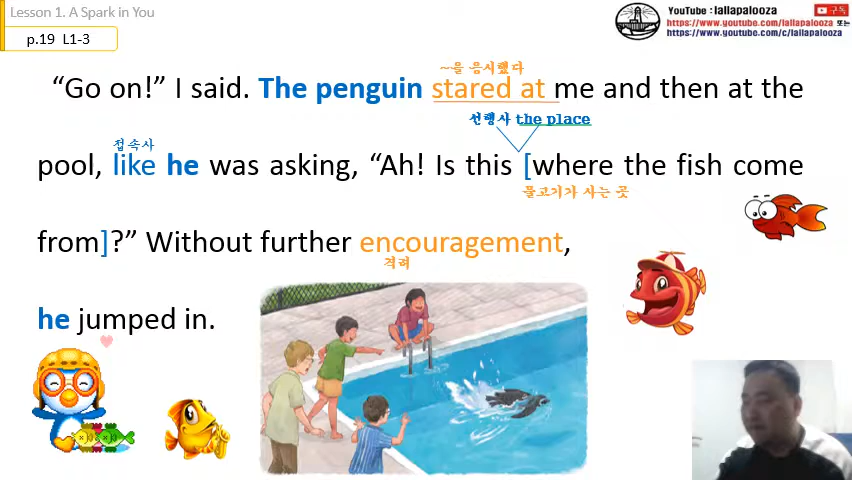 Lesson 1. A Spark in You
p.19 L1-3
YouTube : lallapalooza
구독
https://www.youtube.com/lallapalooza 또는
https://www.youtube.com/c/lallapalooza
~을 응시했다
“Go on!” I said. The penguin stared at me and then at the
선행사 the place
접속사
pool, like he was asking, “Ah! Is this [where the fish come
물고기가 사는 곳
from]?” Without further encouragement,
격려
he jumped in.